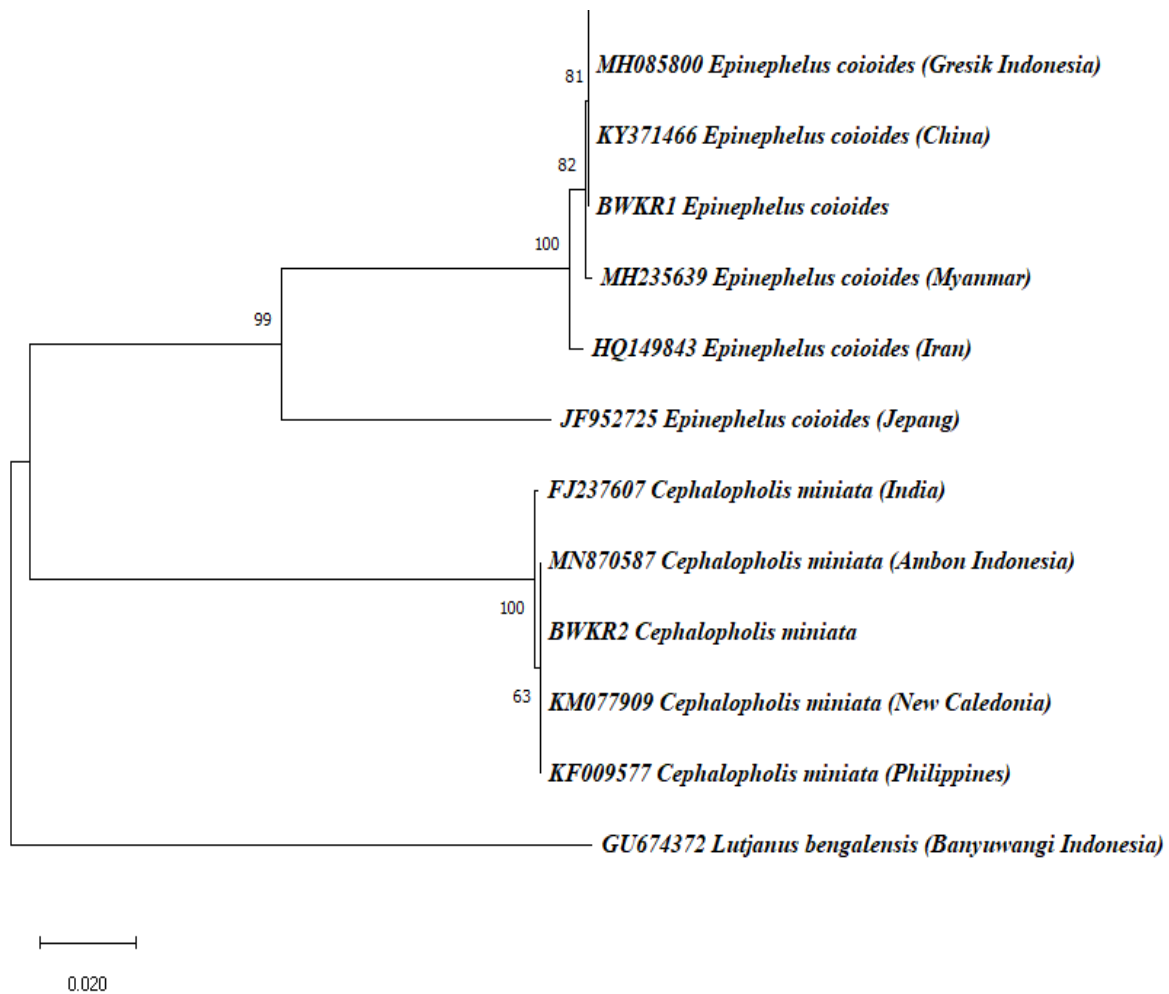 81
MH085800 Epinephelus coioides (Gresik Indonesia)
KY371466 Epinephelus coioides (China)
82
BWKR1 Epinephelus coioides
100
MH235639 Epinephelus coioides (Myanmar)
99
HQ149843 Epinephelus coioides (Iran)
JF952725 Epinephelus coioides (Jepang)
FJ237607 Cephalopholis miniata (India)
MN870587 Cephalopholis miniata (Ambon Indonesia)
100
BWKR2 Cephalopholis miniata
63
KM077909 Cephalopholis miniata (New Caledonia)
KF009577 Cephalopholis miniata (Philippines)
GU674372 Lutjanus bengalensis (Banyuwangi Indonesia)
0.020